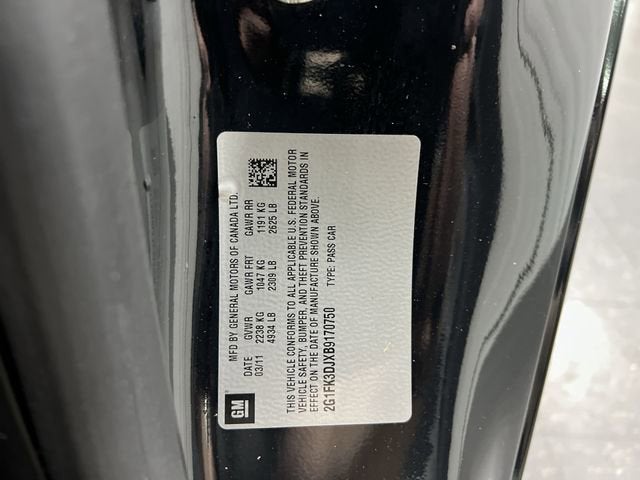 GM
MFD BY GENERAL MOTORS OF CANADA LTD.
DATE GVWR GAWR FRT GAWR RR
03/11 2238 KG 1047 KG 1191 KG
4934 LB 2309 LB 2625 LB
THIS VEHICLE CONFORMS TO ALL APPLICABLE U.S. FEDERAL MOTOR
VEHICLE SAFETY, BUMPER, AND THEFT PREVENTION STANDARDS IN
EFFECT ON THE DATE OF MANUFACTURE SHOWN ABOVE.
2G1FK3DJXB9170750 TYPE: PASS CAR